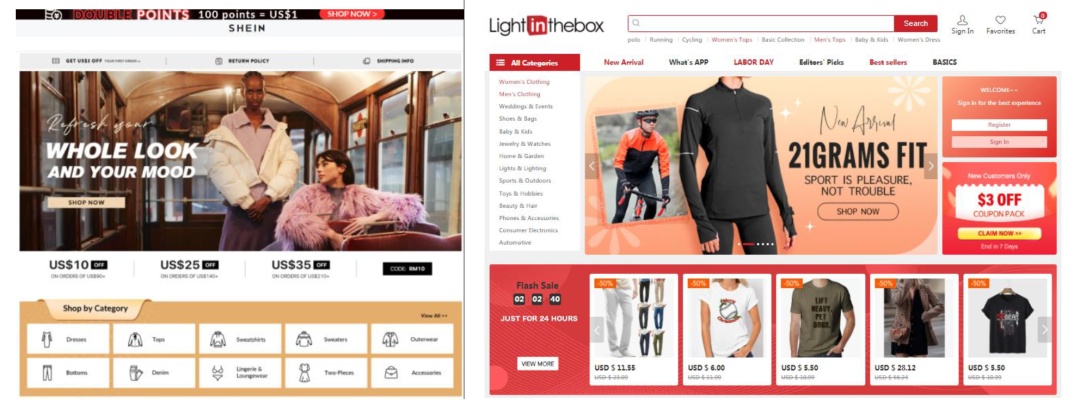 DOUBLE POINTS 100 points = US$1 SHOP NOW >
SHEIN
GET US$5 OFF YOUR FIRST ORDER
RETURN POLICY
SHIPPING INFO
Refresh your
WHOLE LOOK
AND YOUR MOOD
SHOP NOW
US$10 OFF
ON ORDERS OF US$90+
US$25 OFF
ON ORDERS OF US$140+
US$35 OFF
ON ORDERS OF US$210+
CODE: RM10
Shop by Category
View All >>
Dresses
Tops
Sweatshirts
Sweaters
Outerwear
Bottoms
Denim
Lingerie &
Loungewear
Two-Pieces
Accessories
Light in the box
Search
Sign In
Favorites
0
Cart
polo
Running
Cycling
Women's Tops
Basic Collection
Men's Tops
Baby & Kids
Women's Dress
All Categories
New Arrival
What's APP
LABOR DAY
Editors' Picks
Best sellers
BASICS
Women's Clothing
Men's Clothing
Weddings & Events
Shoes & Bags
Baby & Kids
Jewelry & Watches
Home & Garden
Lights & Lighting
Sports & Outdoors
Toys & Hobbies
Beauty & Hair
Phones & Accessories
Consumer Electronics
Automotive
New Arrival
21GRAMS FIT
SPORT IS PLEASURE,
NOT TROUBLE
SHOP NOW
WELCOME~~
Sign in for the best experience
Register
Sign In
New Customers Only
$3 OFF
COUPON PACK
CLAIM NOW >>
End in 7 Days
Flash Sale
02 02 40
JUST FOR 24 HOURS
VIEW MORE
-50%
USD $ 11.55
USD $ 23.09
-50%
USD $ 6.00
USD $ 11.99
-50%
LIFT
HEAVY,
PET
DOGS.
USD $ 5.50
USD $ 10.99
-50%
USD $ 28.12
USD $ 56.24
-50%
USD $ 5.50
USD $ 10.99